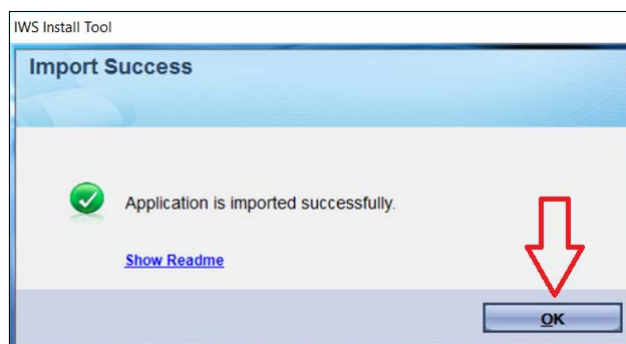 IWS Install Tool
Import Success
Application is imported successfully.
Show Readme
OK